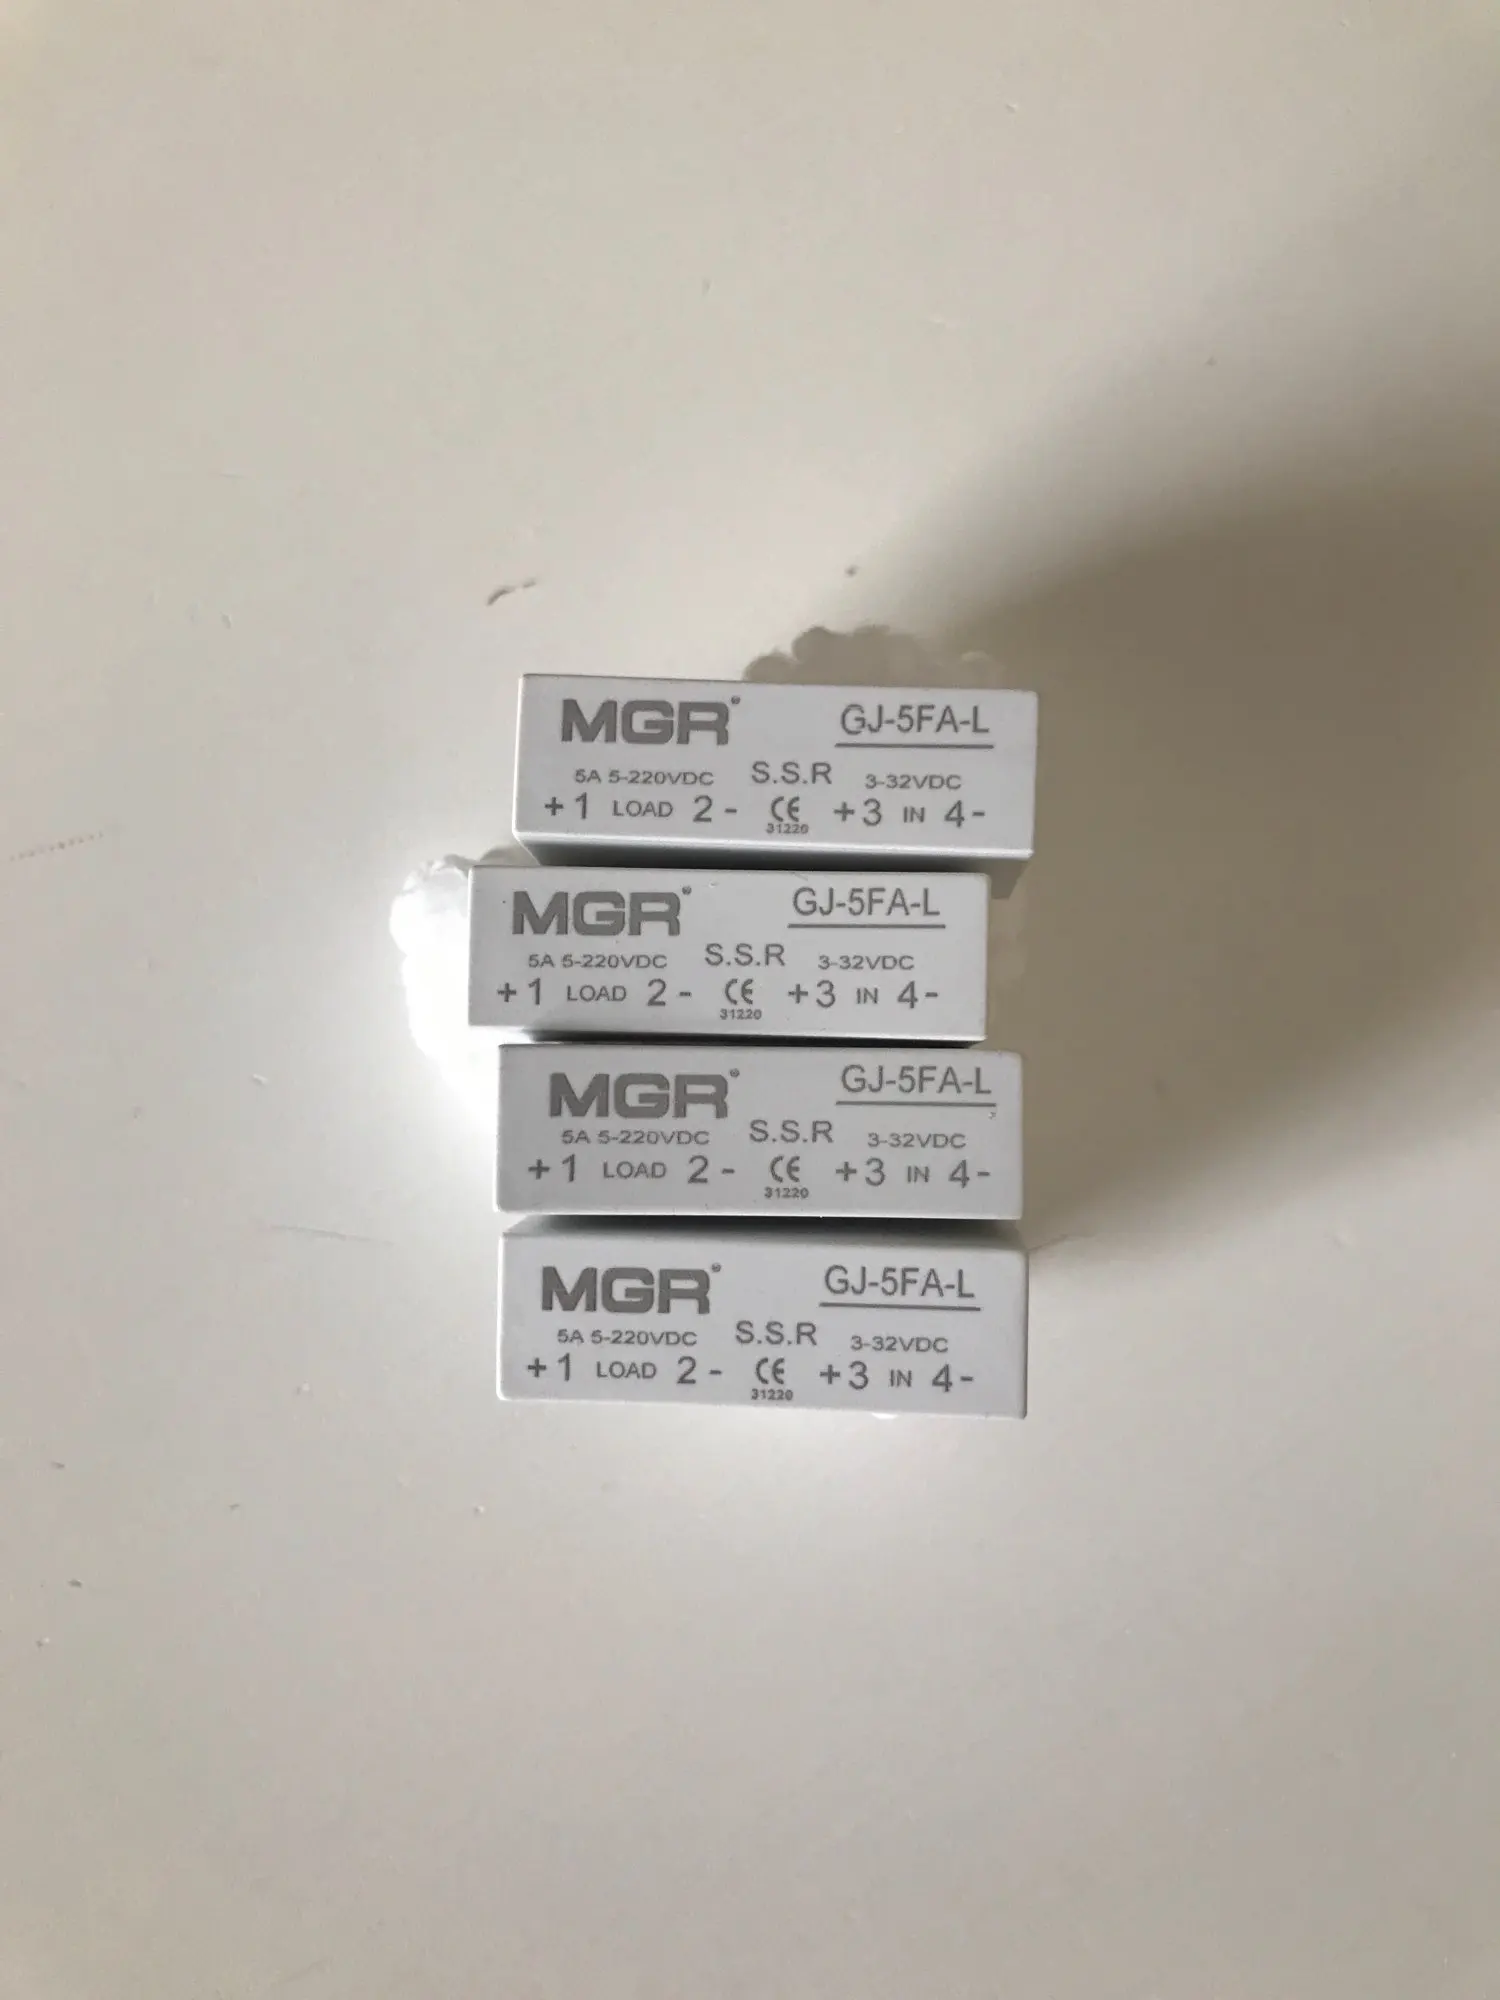 MGR® GJ-5FA-L
5A 5-220VDC S.S.R 3-32VDC
+ 1 LOAD 2 - CE + 3 IN 4 -
31220
MGR® GJ-5FA-L
5A 5-220VDC S.S.R 3-32VDC
+ 1 LOAD 2 - CE + 3 IN 4 -
31220
MGR® GJ-5FA-L
5A 5-220VDC S.S.R 3-32VDC
+ 1 LOAD 2 - CE + 3 IN 4 -
31220
MGR® GJ-5FA-L
5A 5-220VDC S.S.R 3-32VDC
+ 1 LOAD 2 - CE + 3 IN 4 -
31220